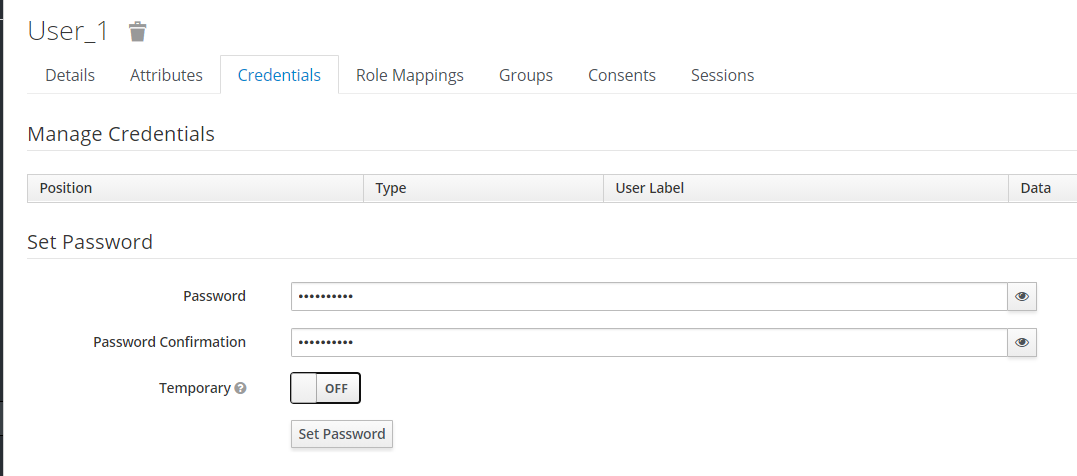 User_1
Details Attributes Credentials Role Mappings Groups Consents Sessions
Manage Credentials
Position Type User Label Data
Set Password
Password ••••••••••
Password Confirmation ••••••••••
Temporary OFF
Set Password